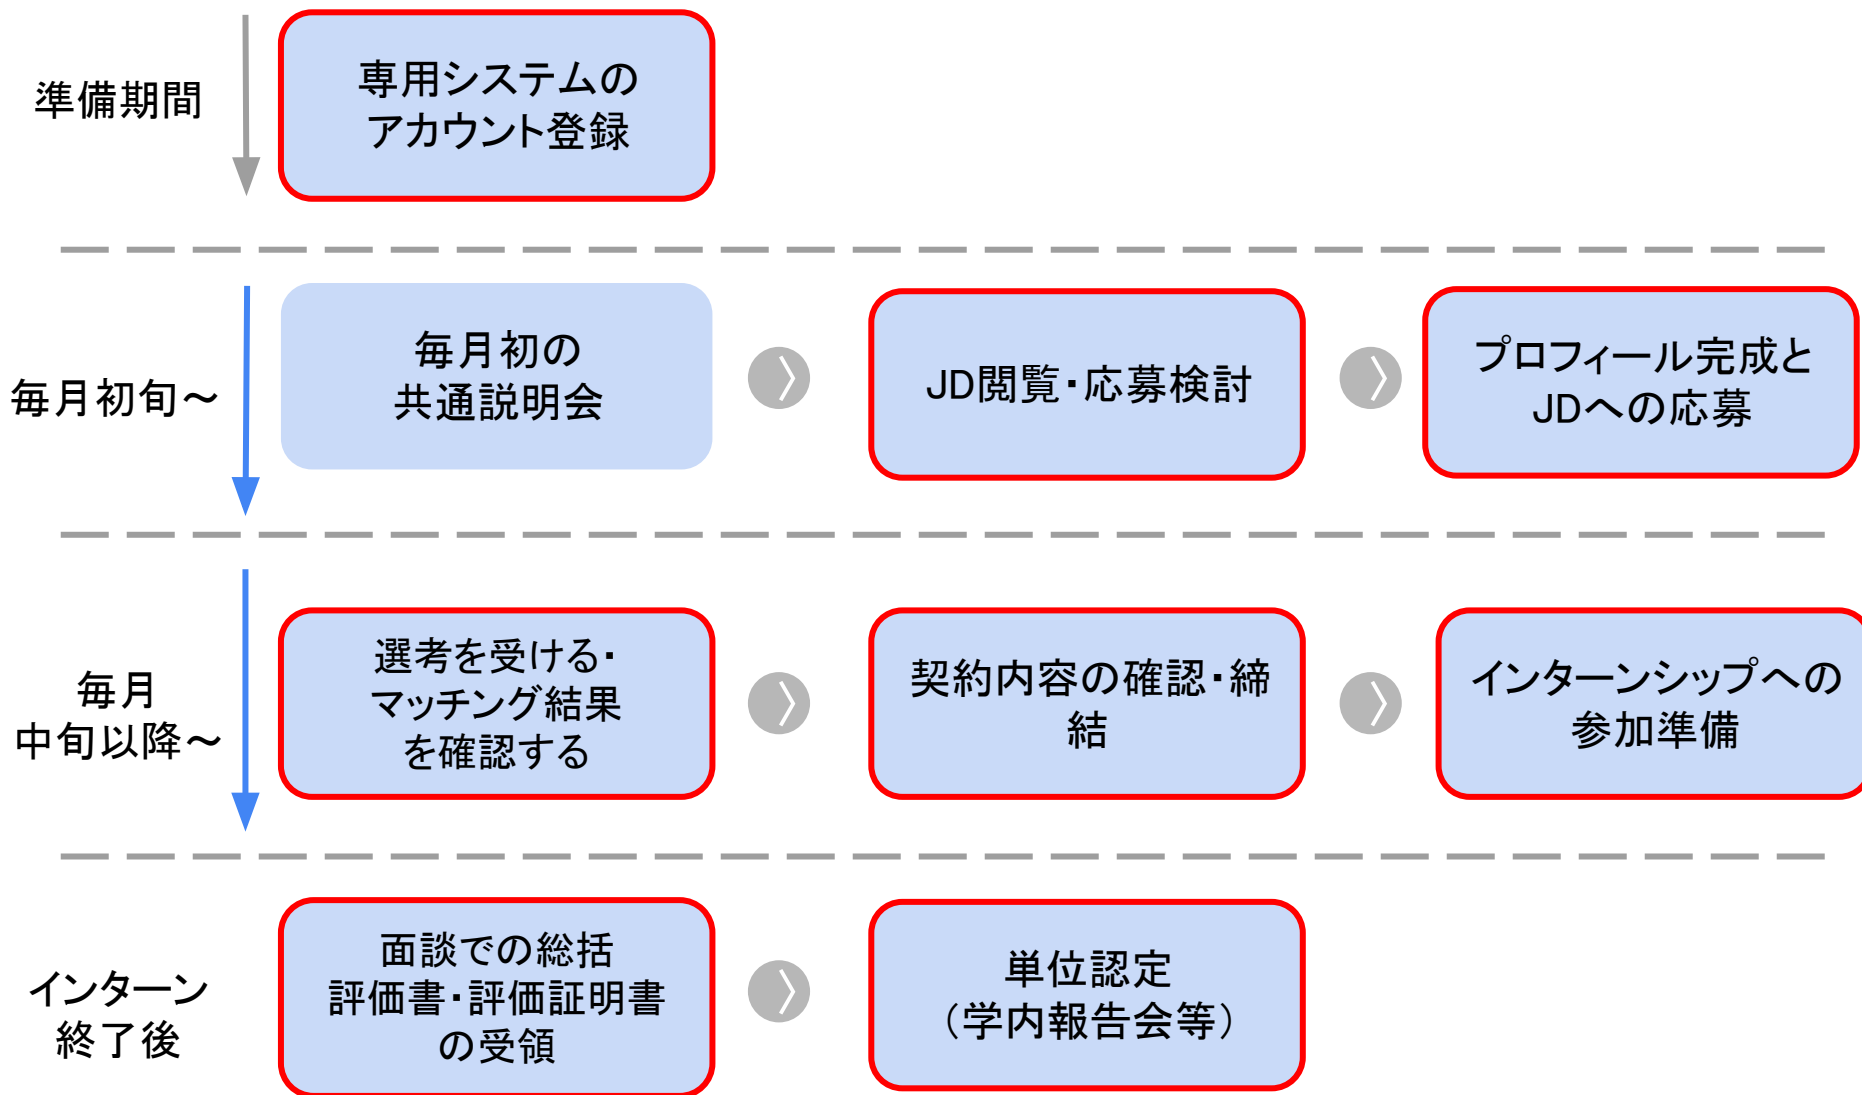 準備期間
専用システムの
アカウント登録
毎月初旬～
毎月初の
共通説明会
JD閲覧・応募検討
プロフィール完成と
JDへの応募
毎月
中旬以降～
選考を受ける・
マッチング結果
を確認する
契約内容の確認・締
結
インターンシップへの
参加準備
インターン
終了後
面談での総括
評価書・評価証明書
の受領
単位認定
（学内報告会等）